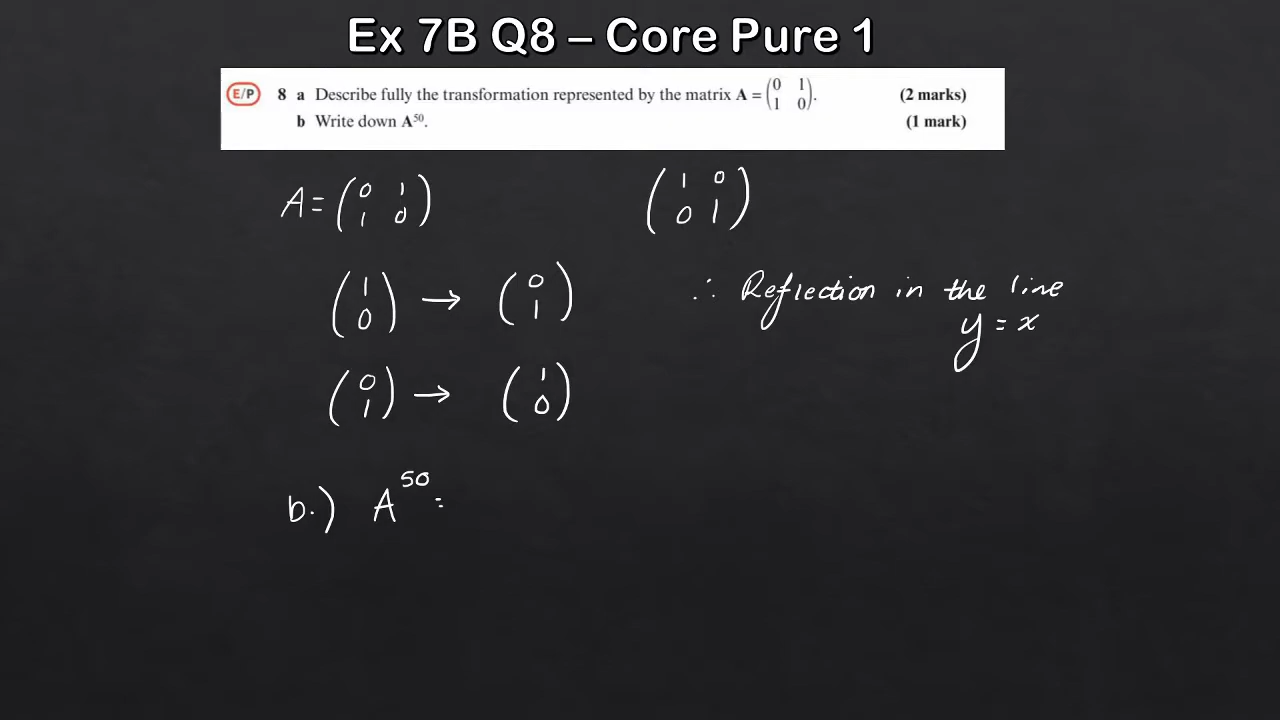 Ex 7B Q8 – Core Pure 1
E/P 8 a Describe fully the transformation represented by the matrix A = (0 1
1 0). (2 marks)
b Write down A⁵⁰. (1 mark)
A = (0 1
1 0)
(1 0
0 1)
(1
0) → (0
1)
∴ Reflection in the line
y = x
(0
1) → (1
0)
b.) A⁵⁰ =